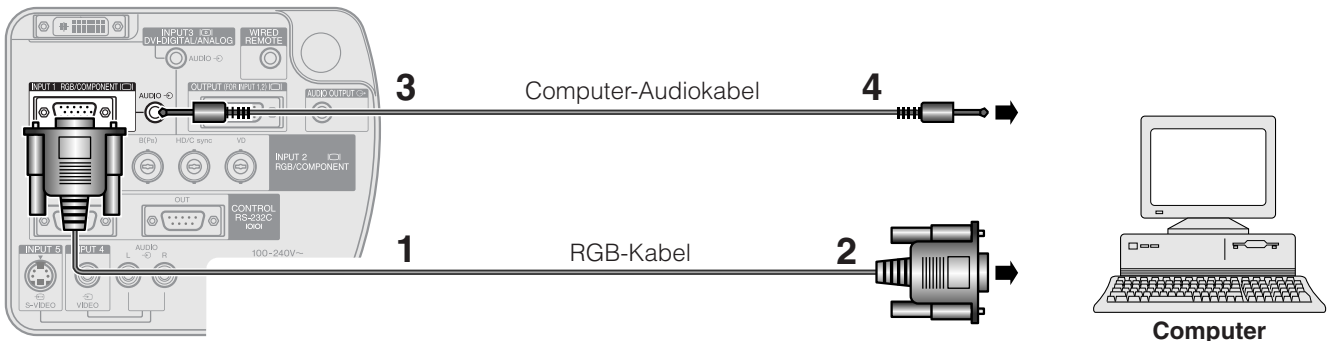 INPUT3
DVI-DIGITAL/ANALOG
WIRED
REMOTE
AUDIO
INPUT 1 RGB/COMPONENT
AUDIO
OUTPUT (FOR INPUT 1,2)
AUDIO OUTPUT
3
Computer-Audiokabel
4
B(PB)
HD/C sync
VD
INPUT 2
RGB/COMPONENT
OUT
CONTROL
RS-232C
IOIOI
INPUT 5
INPUT 4
AUDIO
L
R
100-240V~
S-VIDEO
VIDEO
1
RGB-Kabel
2
Computer